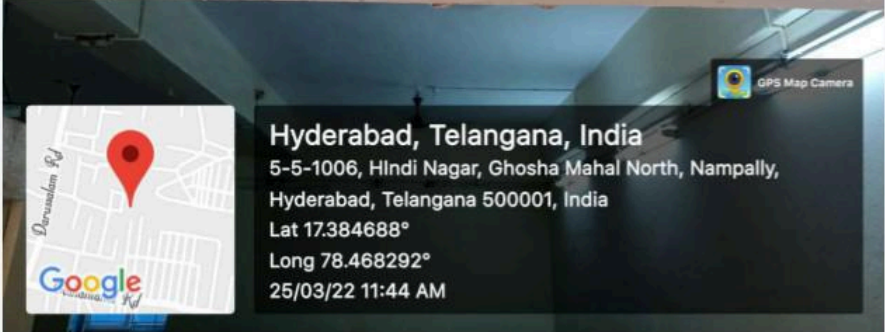 GPS Map Camera
Hyderabad, Telangana, India
5-5-1006, HIndi Nagar, Ghosha Mahal North, Nampally,
Hyderabad, Telangana 500001, India
Lat 17.384688°
Long 78.468292°
25/03/22 11:44 AM
Darussalam Rd
Google
Rd